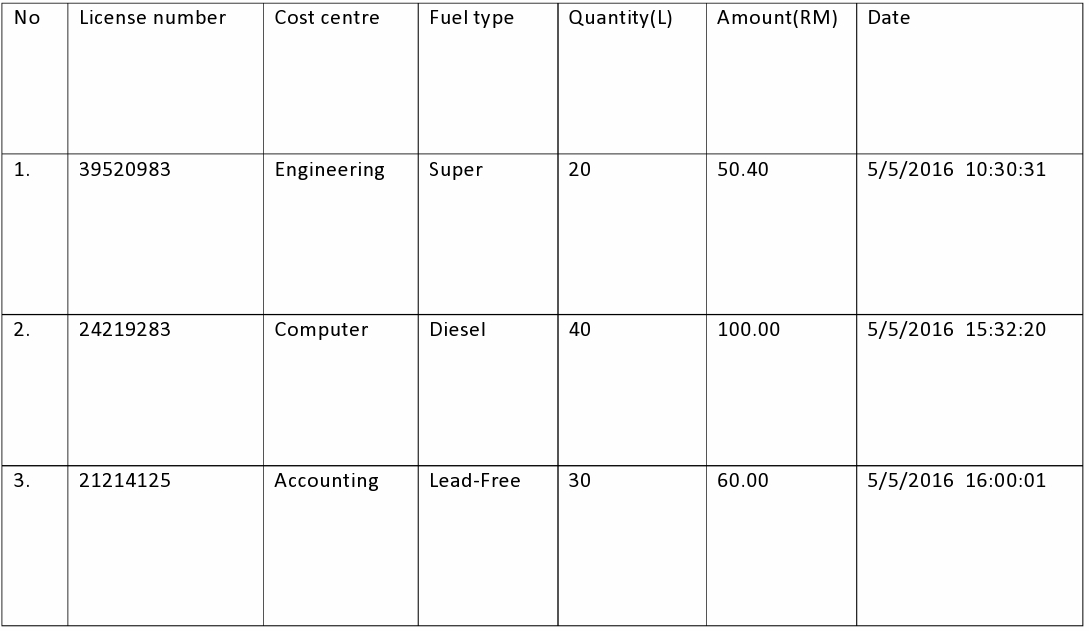 No License number Cost centre Fuel type Quantity(L) Amount(RM) Date
1. 39520983 Engineering Super 20 50.40 5/5/2016 10:30:31
2. 24219283 Computer Diesel 40 100.00 5/5/2016 15:32:20
3. 21214125 Accounting Lead-Free 30 60.00 5/5/2016 16:00:01